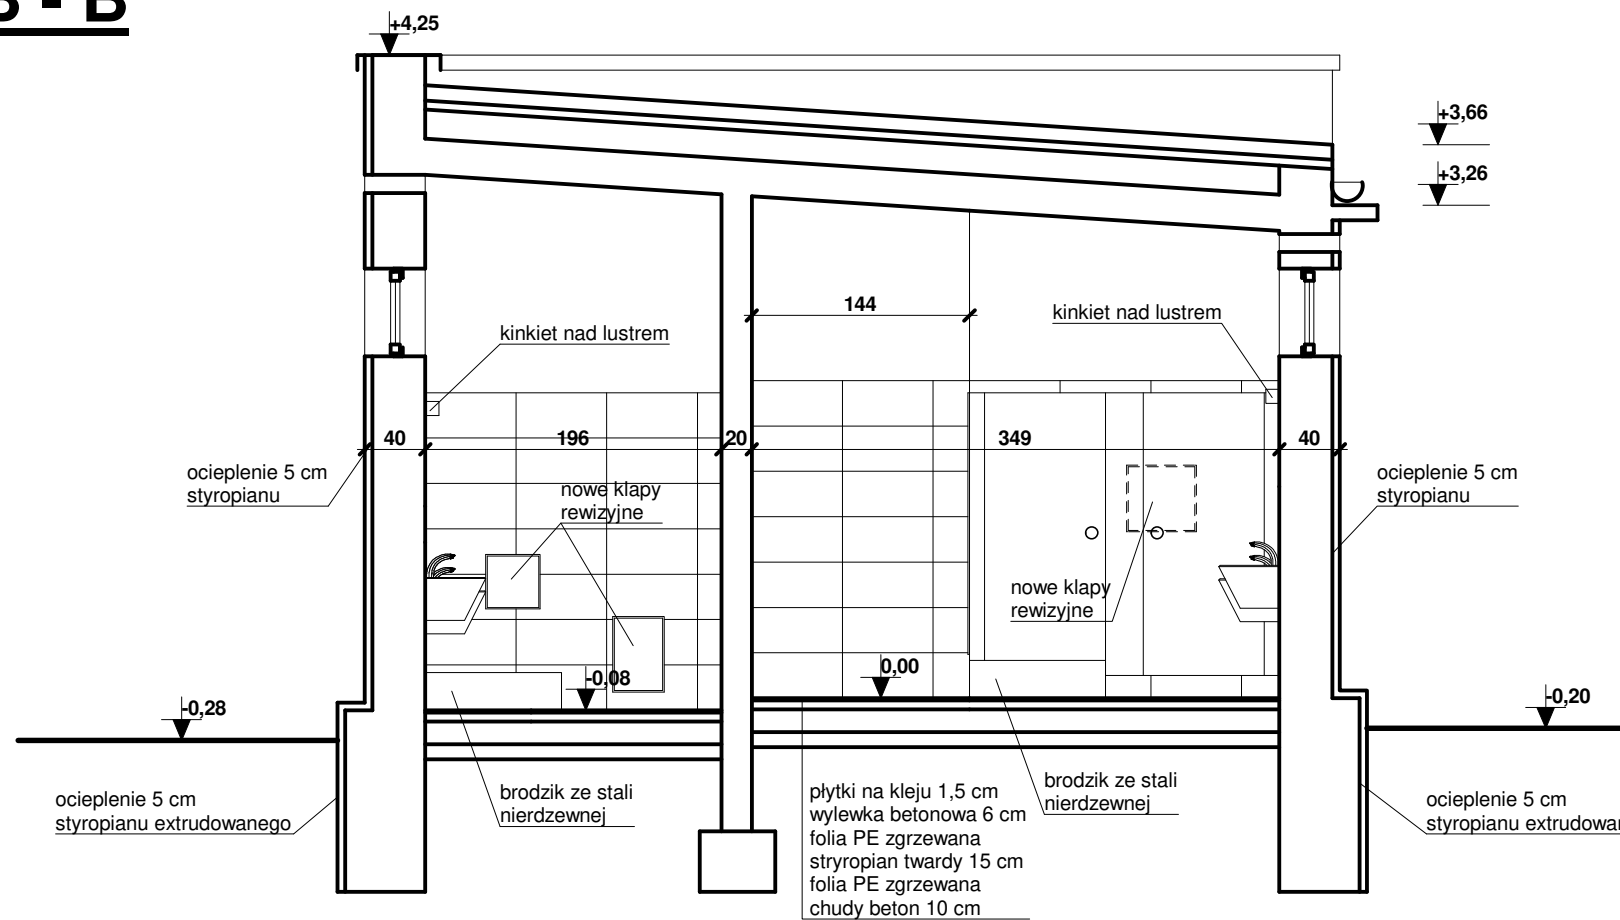 B - B
+4,25
+3,66
+3,26
144
kinkiet nad lustrem
kinkiet nad lustrem
40
196
20
349
40
ocieplenie 5 cm
styropianu
nowe klapy
rewizyjne
ocieplenie 5 cm
styropianu
nowe klapy
rewizyjne
-0,28
-0,08
0,00
-0,20
ocieplenie 5 cm
styropianu extrudowanego
brodzik ze stali
nierdzewnej
płytki na kleju 1,5 cm
wylewka betonowa 6 cm
folia PE zgrzewana
stryropian twardy 15 cm
folia PE zgrzewana
chudy beton 10 cm
brodzik ze stali
nierdzewnej
ocieplenie 5 cm
styropianu extrudowan